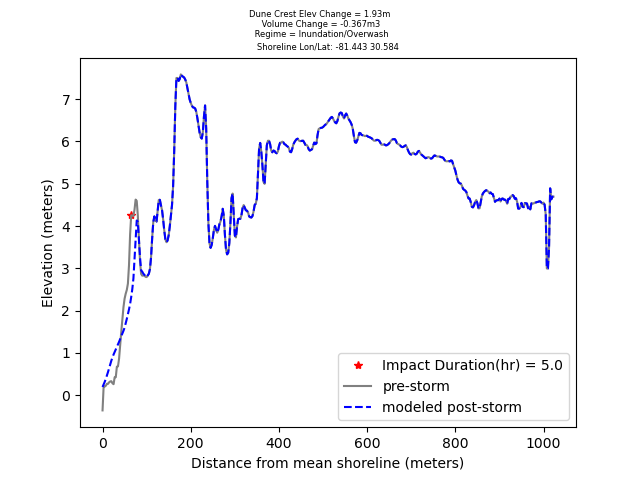 Dune Crest Elev Change = 1.93m
Volume Change = -0.367m3
Regime = Inundation/Overwash
Shoreline Lon/Lat: -81.443 30.584
Elevation (meters)
7
6
5
4
3
2
1
0
Impact Duration(hr) = 5.0
pre-storm
modeled post-storm
0 200 400 600 800 1000
Distance from mean shoreline (meters)